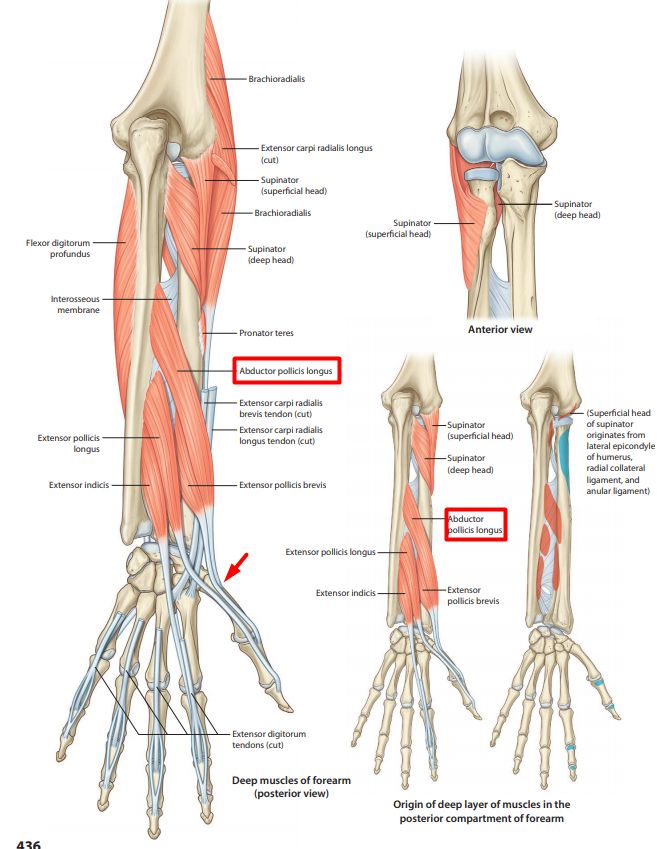 Brachioradialis
Extensor carpi radialis longus
(cut)
Supinator
(superficial head)
Brachioradialis
Flexor digitorum
profundus
Supinator
(deep head)
Interosseous
membrane
Pronator teres
Abductor pollicis longus
Extensor carpi radialis
brevis tendon (cut)
Extensor carpi radialis
longus tendon (cut)
Extensor pollicis
longus
Extensor indicis
Extensor pollicis brevis
Extensor digitorum
tendons (cut)
Deep muscles of forearm
(posterior view)
436
Supinator
(superficial head)
Supinator
(deep head)
Anterior view
Supinator
(superficial head)
Supinator
(deep head)
Abductor
pollicis longus
Extensor pollicis longus
Extensor indicis
Extensor
pollicis brevis
(Superficial head
of supinator
originates from
lateral epicondyle
of humerus,
radial collateral
ligament, and
anular ligament)
Origin of deep layer of muscles in the
posterior compartment of forearm